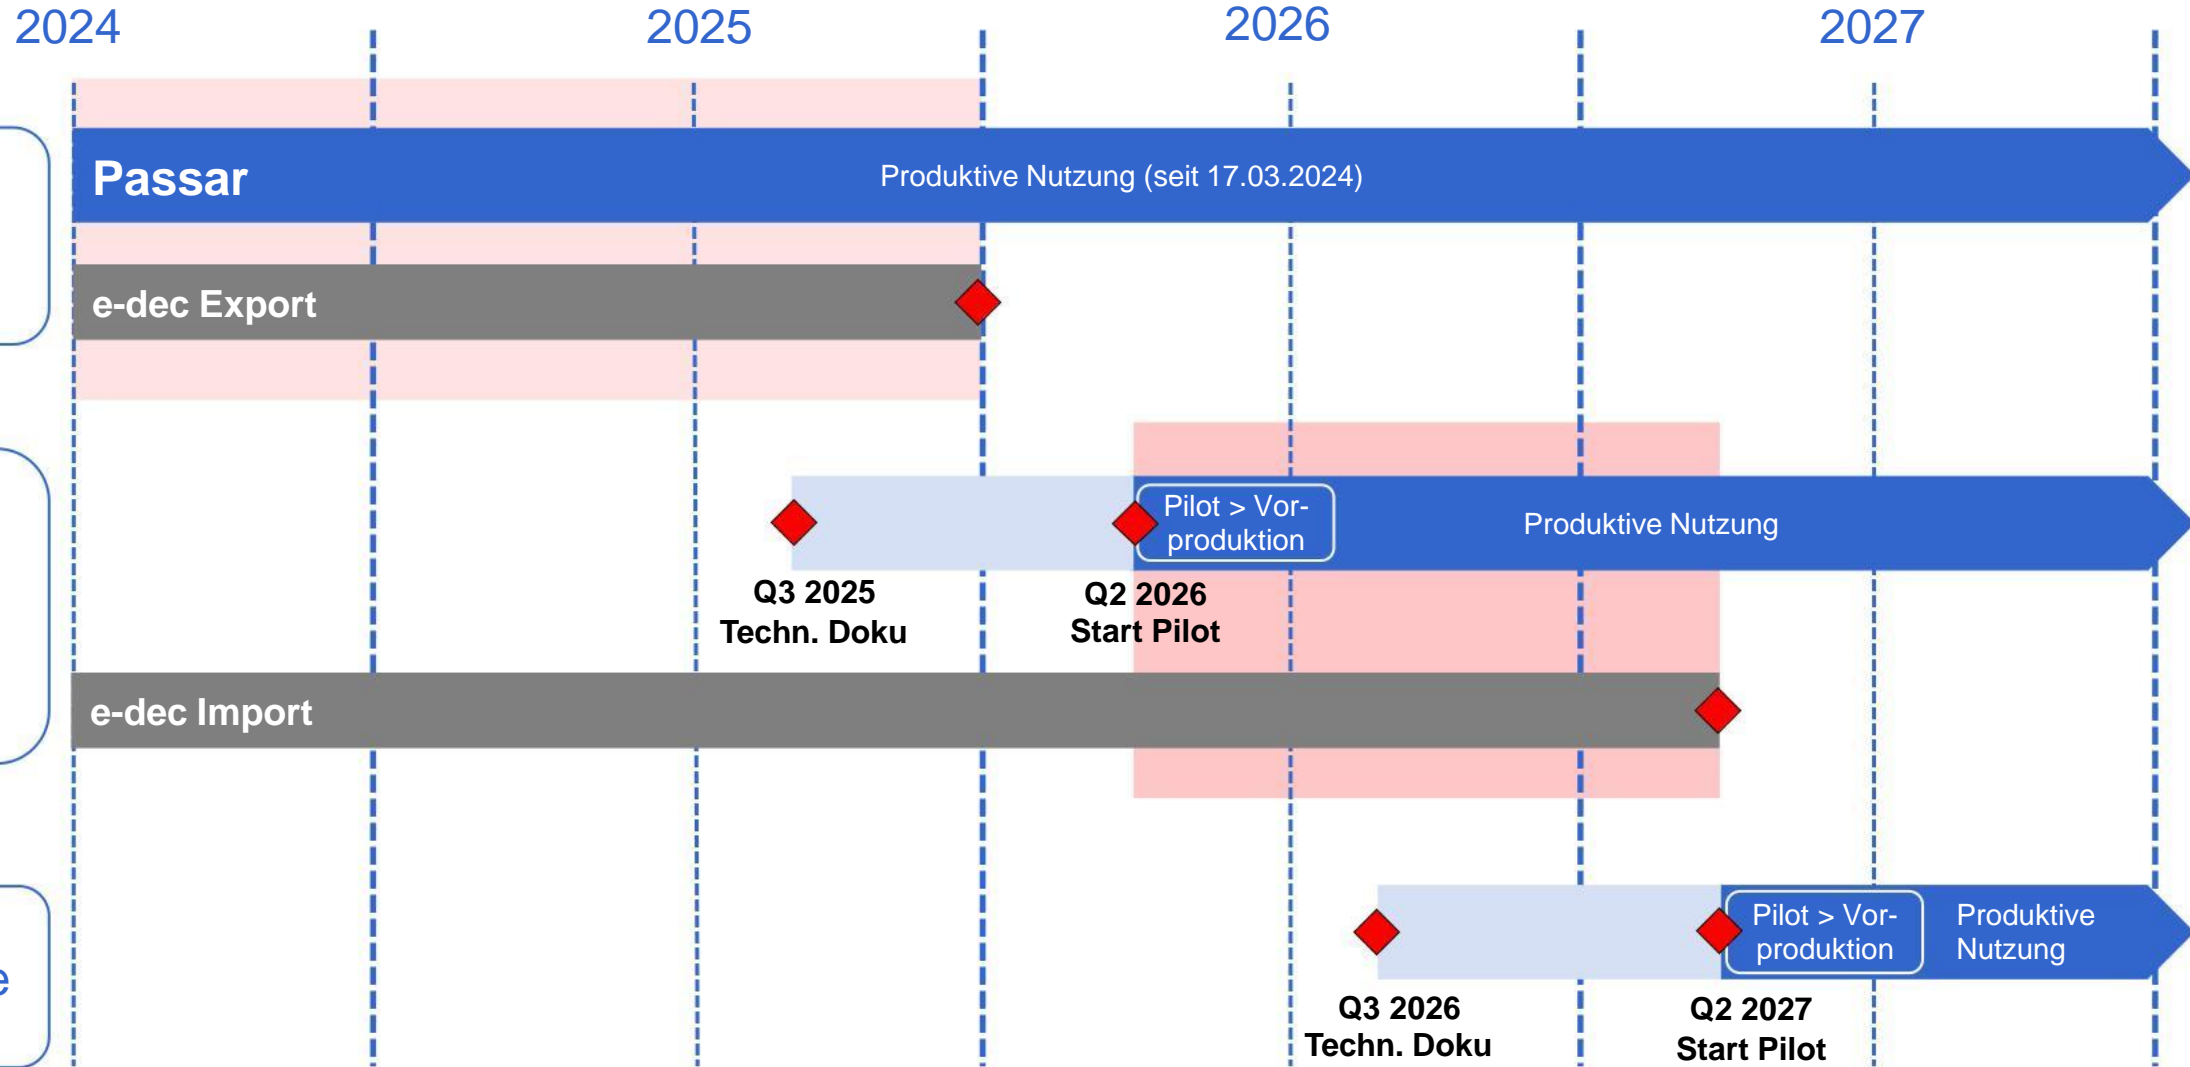 2024
2025
2026
2027
Passar
Produktive Nutzung (seit 17.03.2024)
e-dec Export
Pilot > Vor-
produktion
Produktive Nutzung
Q3 2025
Techn. Doku
Q2 2026
Start Pilot
e-dec Import
Pilot > Vor-
produktion
Produktive
Nutzung
e
Q3 2026
Techn. Doku
Q2 2027
Start Pilot